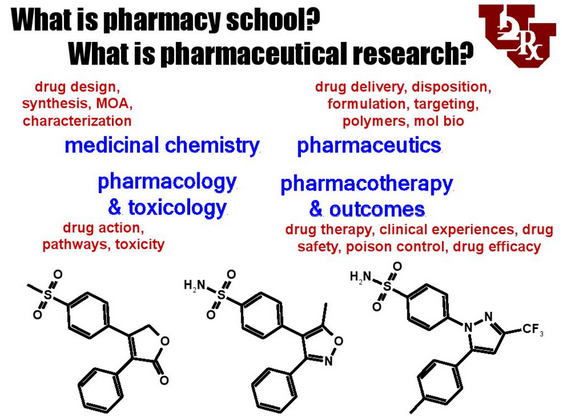 What is pharmacy school?
What is pharmaceutical research?
U
Rx
drug design,
synthesis, MOA,
characterization
drug delivery, disposition,
formulation, targeting,
polymers, mol bio
medicinal chemistry
pharmaceutics
pharmacology
& toxicology
pharmacotherapy
& outcomes
drug action,
pathways, toxicity
drug therapy, clinical experiences, drug
safety, poison control, drug efficacy
O
S
O
O
O
H2N
O
S
O
O
N
H2N
O
S
O
N
N
CF3